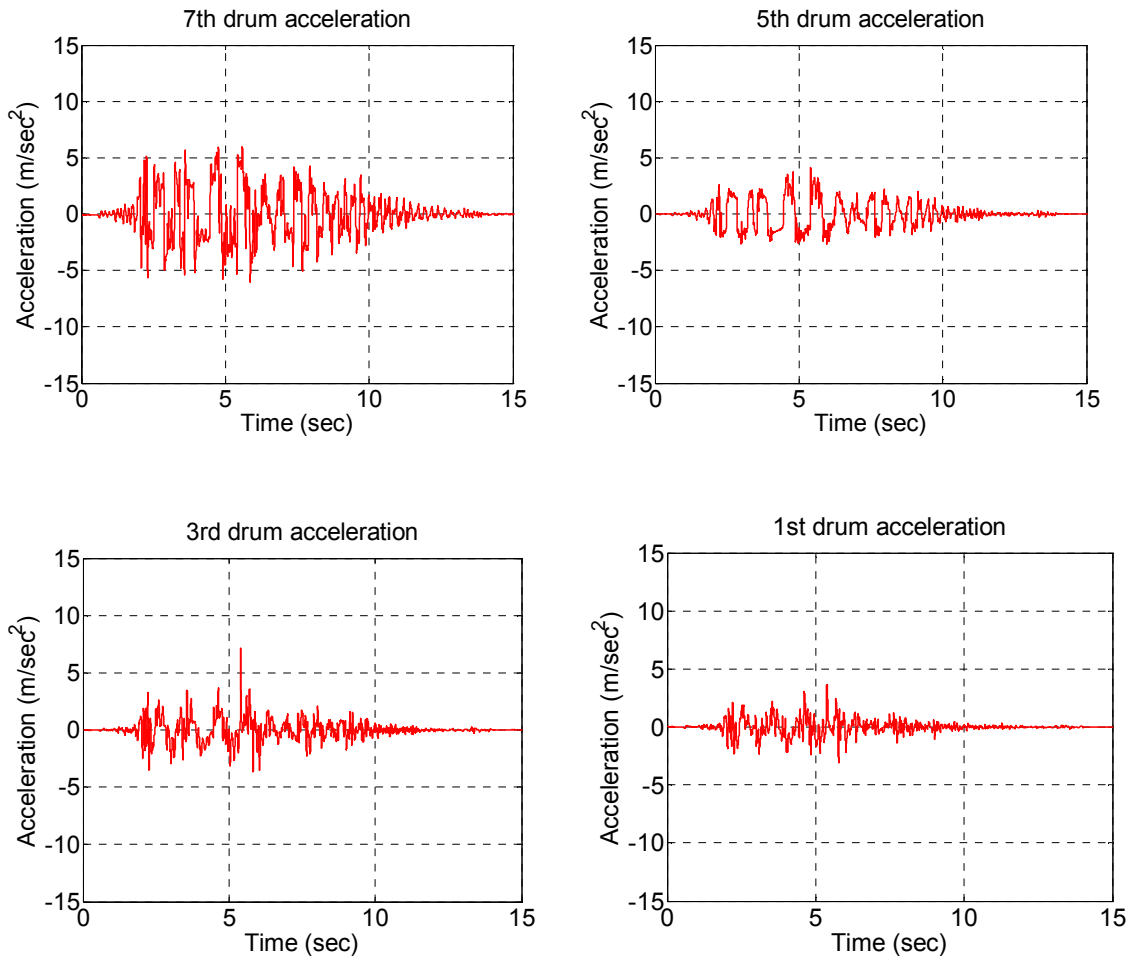 7th drum acceleration
15
10
5
0
-5
-10
-15
Acceleration (m/sec2)
0 5 10 15
Time (sec)
5th drum acceleration
15
10
5
0
-5
-10
-15
Acceleration (m/sec2)
0 5 10 15
Time (sec)
3rd drum acceleration
15
10
5
0
-5
-10
-15
Acceleration (m/sec2)
0 5 10 15
Time (sec)
1st drum acceleration
15
10
5
0
-5
-10
-15
Acceleration (m/sec2)
0 5 10 15
Time (sec)